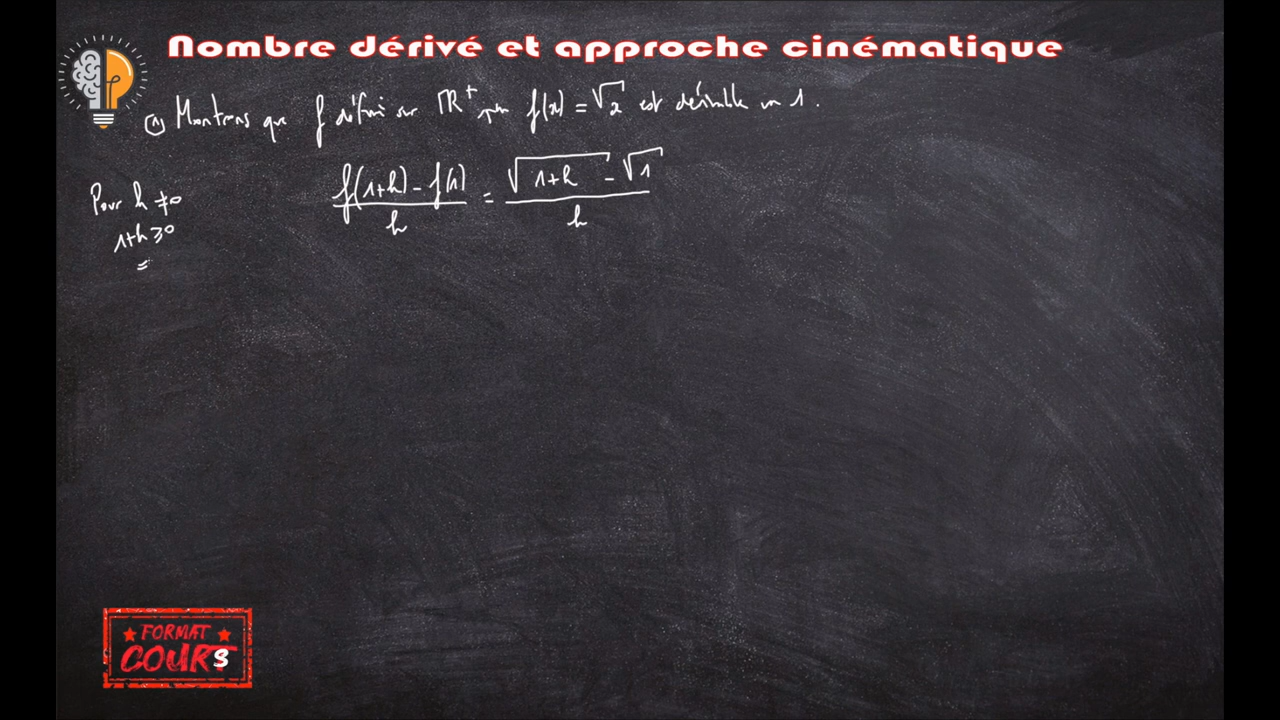 Nombre dérivé et approche cinématique
① Montrons que f définie sur ℝ⁺ par f(x) = √x est dérivable en 1.
Pour h ≠ 0
1+h ≥ 0
=
(f(1+h) - f(1))/h = (√(1+h) - √1)/h
FORMAT
COURS